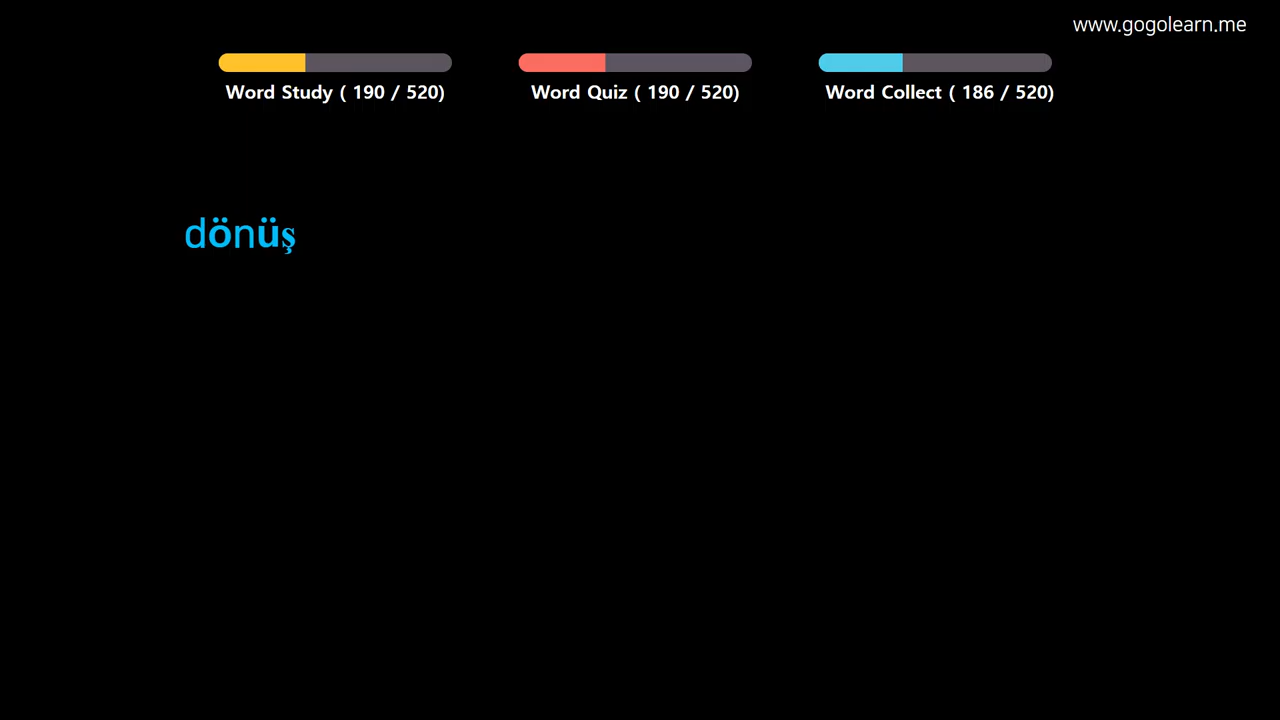 www.gogolearn.me
Word Study ( 190 / 520)
Word Quiz ( 190 / 520)
Word Collect ( 186 / 520)
dönüş